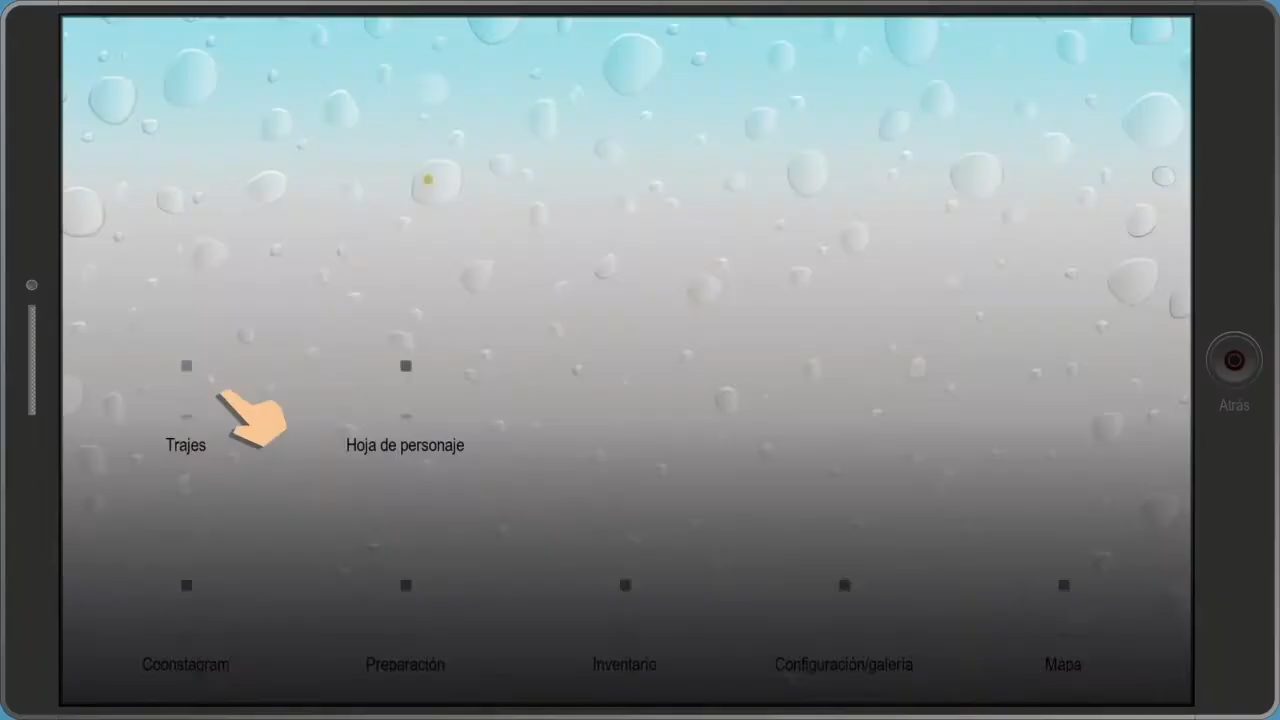 Atrás
Trajes
Hoja de personaje
Coonstagram
Preparación
Inventario
Configuración/galería
Mapa